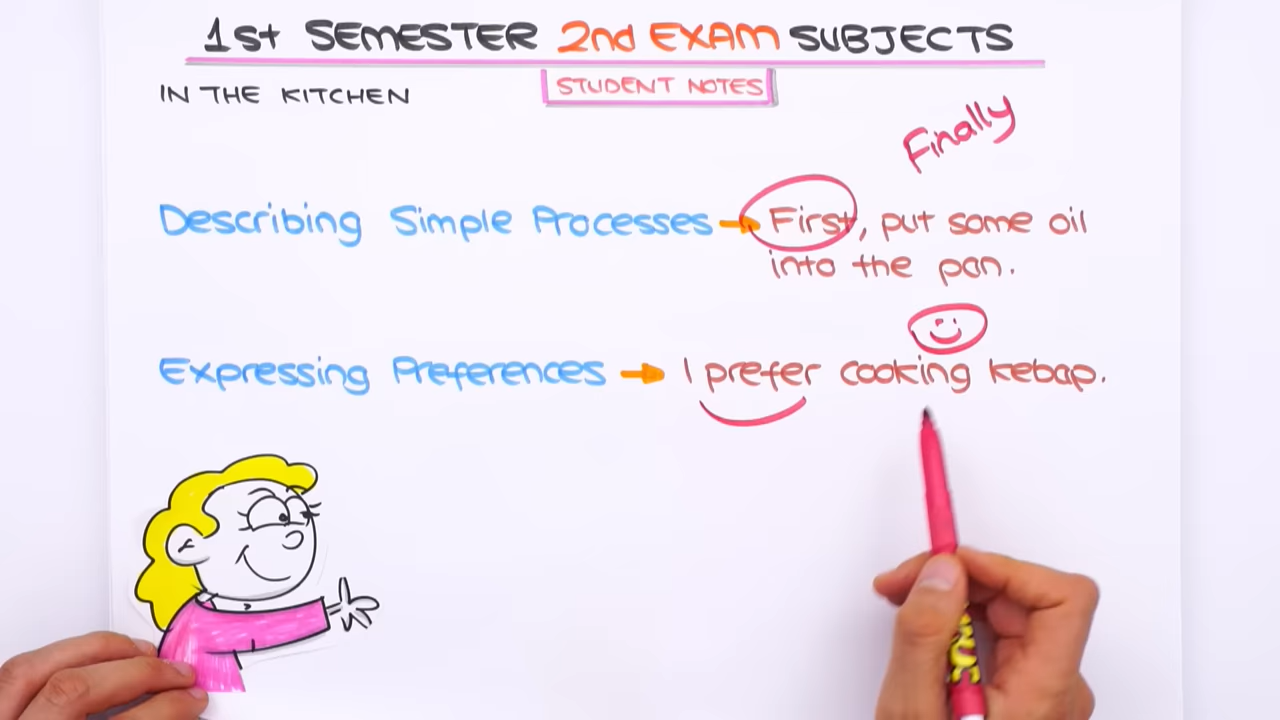 1st SEMESTER 2nd EXAM SUBJECTS
STUDENT NOTES
IN THE KITCHEN
Finally
Describing Simple Processes → First, put some oil
into the pan.
Expressing Preferences → I prefer cooking kebap.